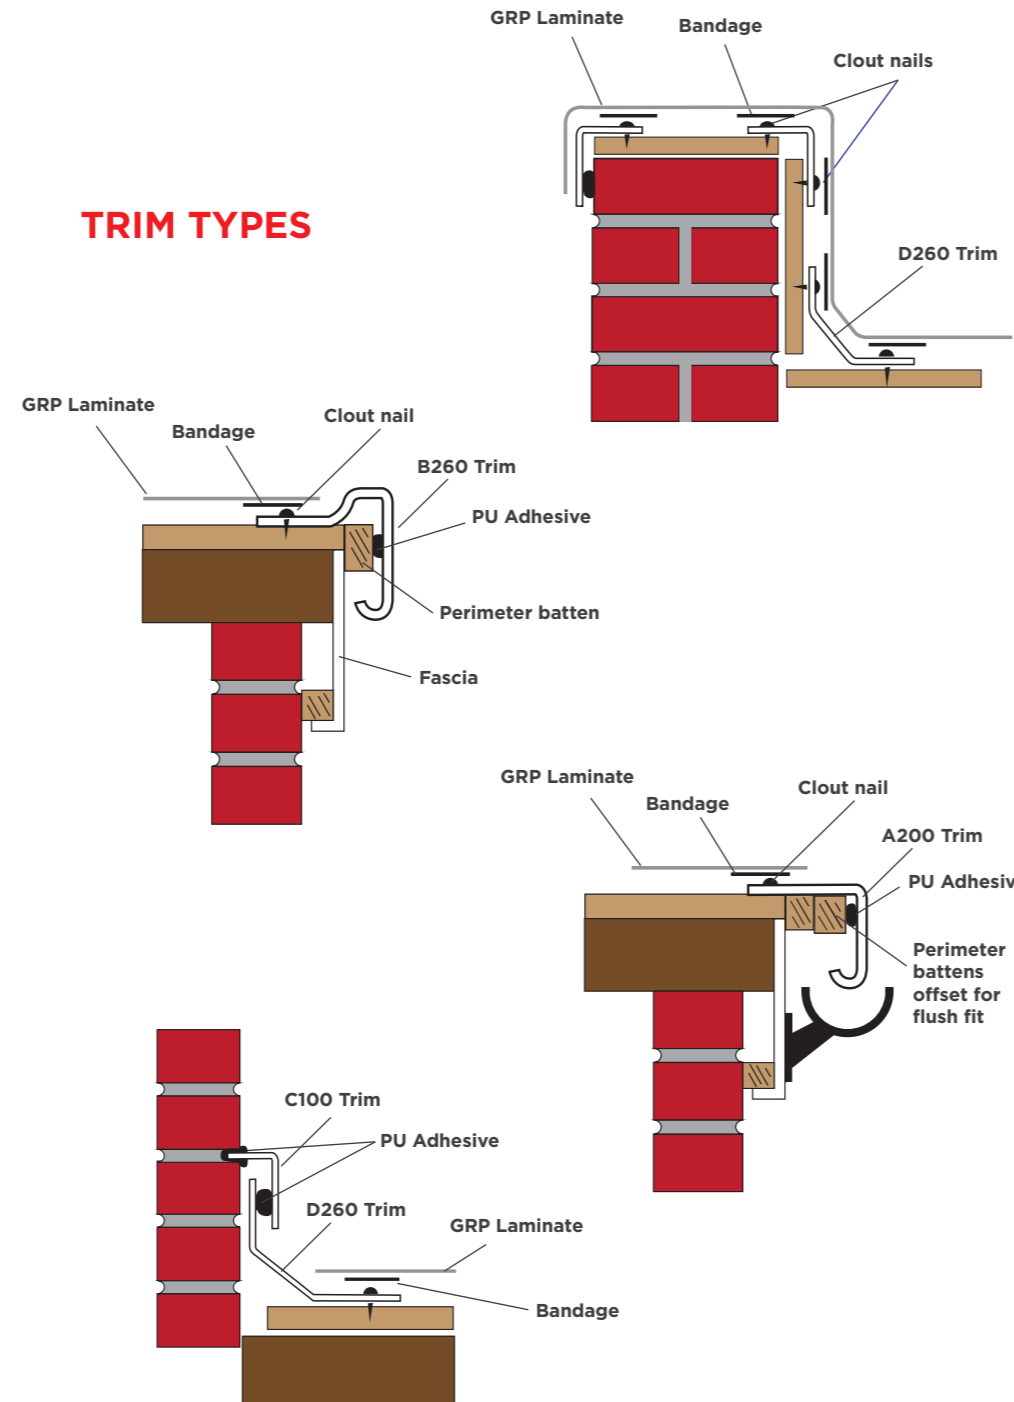 GRP Laminate
Bandage
Clout nails
TRIM TYPES
D260 Trim
GRP Laminate
Bandage
Clout nail
B260 Trim
PU Adhesive
Perimeter batten
Fascia
GRP Laminate
Bandage
Clout nail
A200 Trim
PU Adhesiv
Perimeter
battens
offset for
flush fit
C100 Trim
PU Adhesive
D260 Trim
GRP Laminate
Bandage